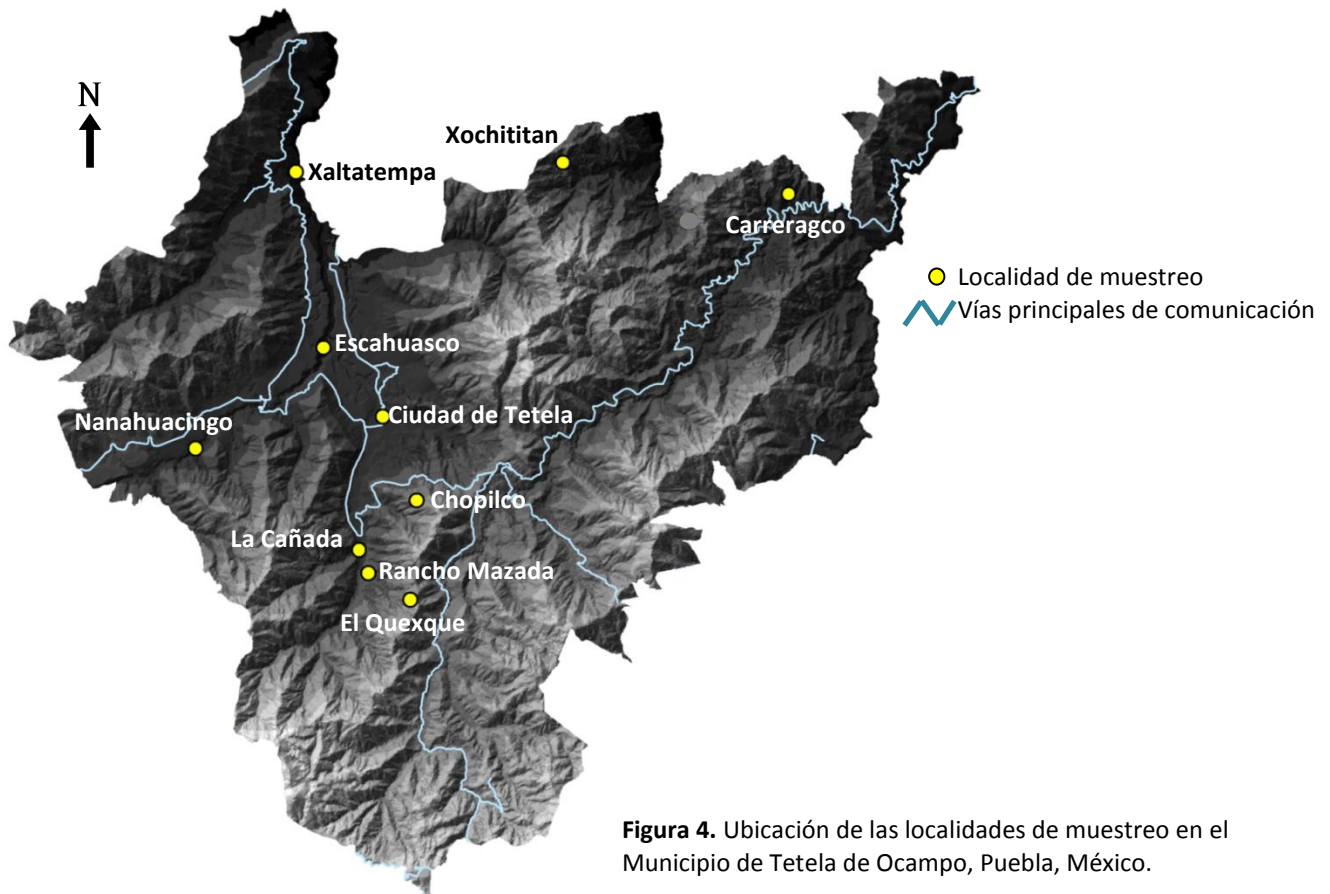 N
Xochititan
Xaltatempa
Carreragco
Localidad de muestreo
Vías principales de comunicación
Escahuasco
Ciudad de Tetela
Nanahuacingo
Chopilco
La Cañada
Rancho Mazada
El Quexque
Figura 4. Ubicación de las localidades de muestreo en el
Municipio de Tetela de Ocampo, Puebla, México.